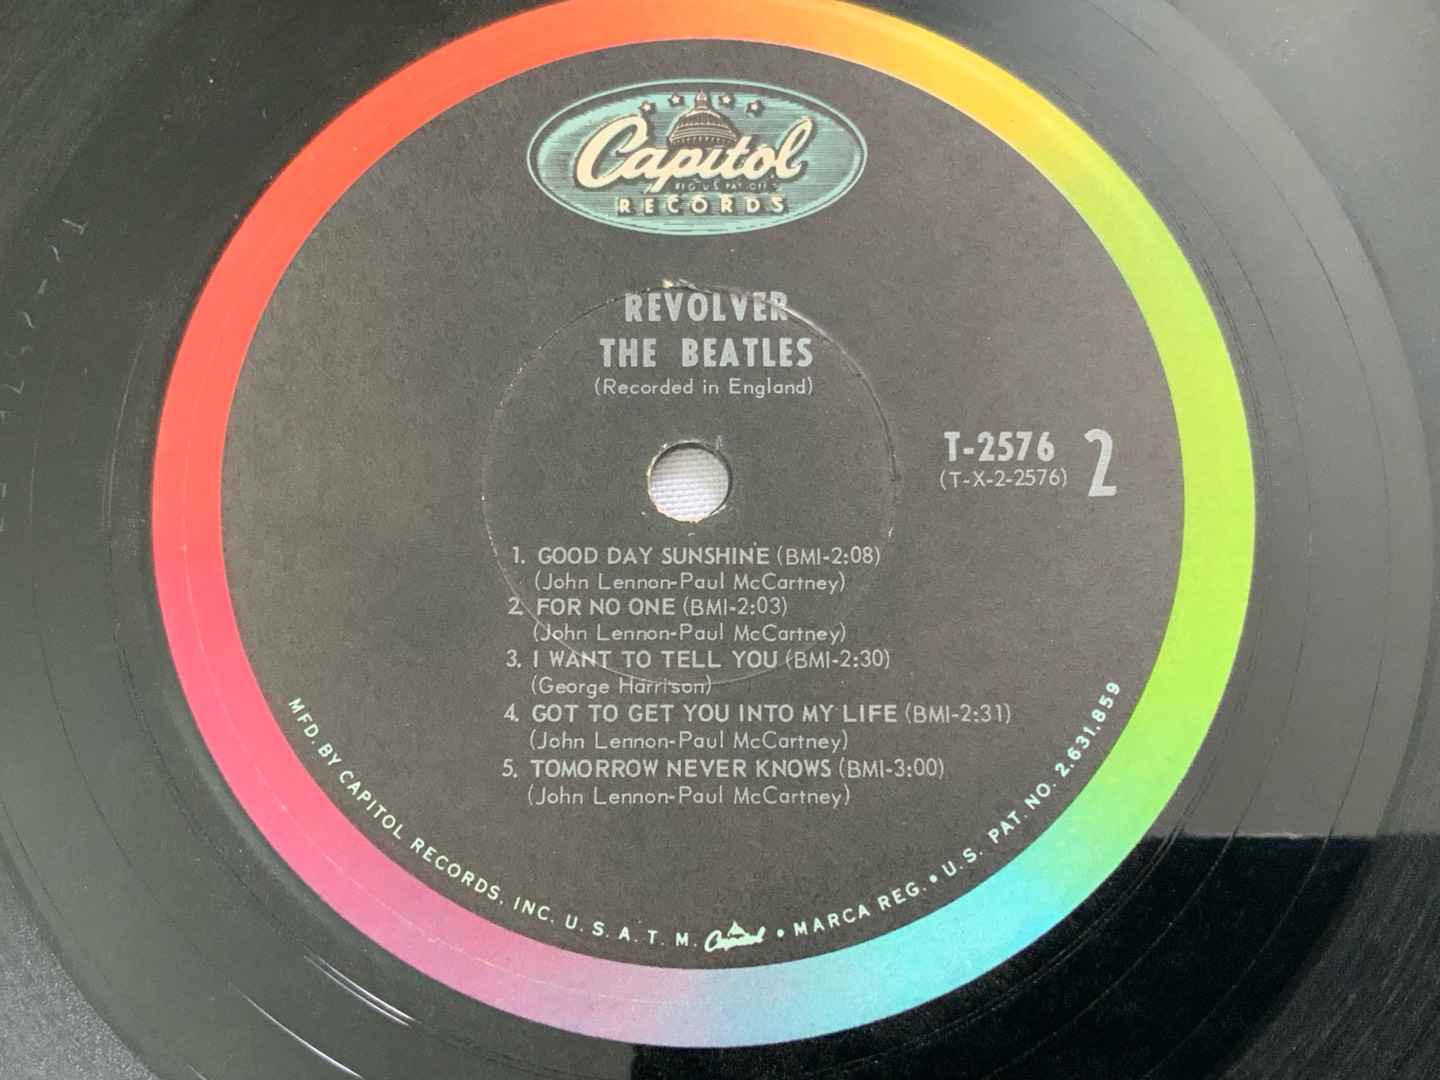 Capitol
REG. U.S. PAT. OFF.
RECORDS
REVOLVER
THE BEATLES
(Recorded in England)
T-2576 2
(T-X-2-2576)
1. GOOD DAY SUNSHINE (BMI-2:08)
(John Lennon-Paul McCartney)
2. FOR NO ONE (BMI-2:03)
(John Lennon-Paul McCartney)
3. I WANT TO TELL YOU (BMI-2:30)
(George Harrison)
4. GOT TO GET YOU INTO MY LIFE (BMI-2:31)
(John Lennon-Paul McCartney)
5. TOMORROW NEVER KNOWS (BMI-3:00)
(John Lennon-Paul McCartney)
MFD. BY CAPITOL RECORDS, INC. U.S.A. T.M. Capitol • MARCA REG. • U.S. PAT. NO. 2,631,859